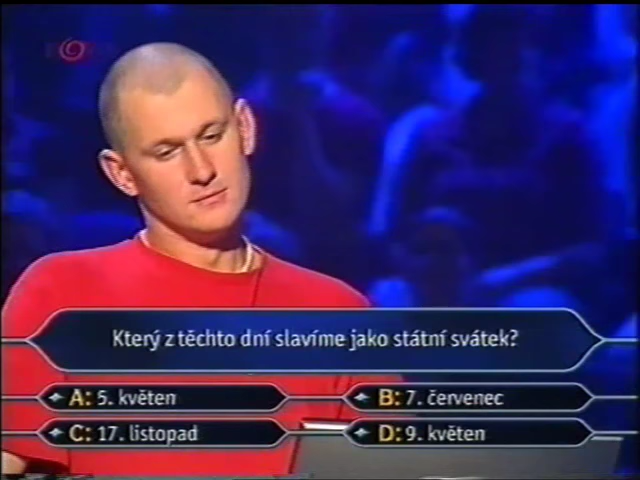 Který z těchto dní slavíme jako státní svátek?
A: 5. květen
B: 7. červenec
C: 17. listopad
D: 9. květen